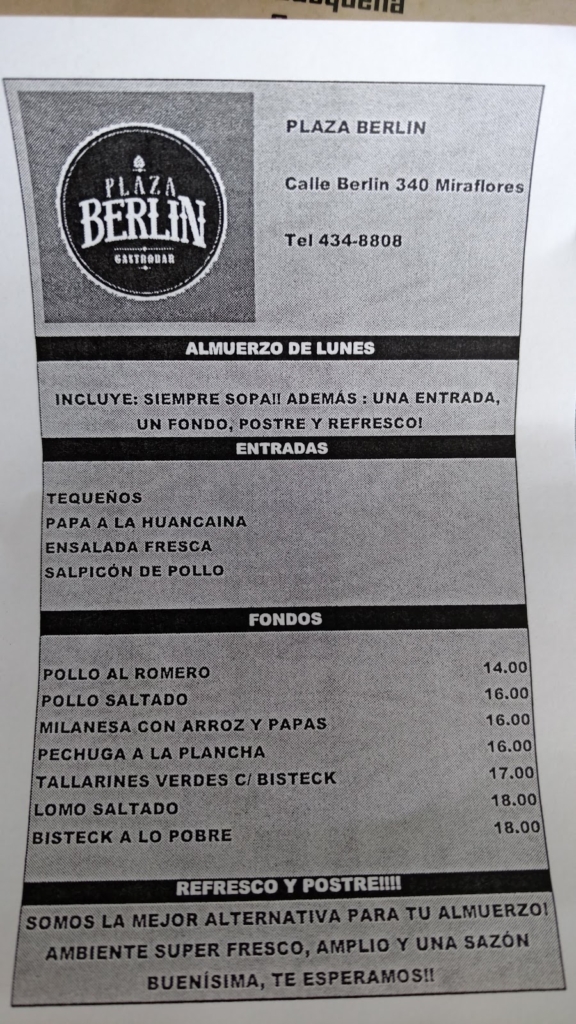 PLAZA
BERLIN
GASTROBAR
PLAZA BERLIN
Calle Berlin 340 Miraflores
Tel 434-8808
ALMUERZO DE LUNES
INCLUYE: SIEMPRE SOPA!! ADEMÁS : UNA ENTRADA,
UN FONDO, POSTRE Y REFRESCO!
ENTRADAS
TEQUEÑOS
PAPA A LA HUANCAINA
ENSALADA FRESCA
SALPICÓN DE POLLO
FONDOS
POLLO AL ROMERO 14.00
POLLO SALTADO 16.00
MILANESA CON ARROZ Y PAPAS 16.00
PECHUGA A LA PLANCHA 16.00
TALLARINES VERDES C/ BISTECK 17.00
LOMO SALTADO 18.00
BISTECK A LO POBRE 18.00
REFRESCO Y POSTRE!!!!
SOMOS LA MEJOR ALTERNATIVA PARA TU ALMUERZO!
AMBIENTE SUPER FRESCO, AMPLIO Y UNA SAZÓN
BUENÍSIMA, TE ESPERAMOS!!